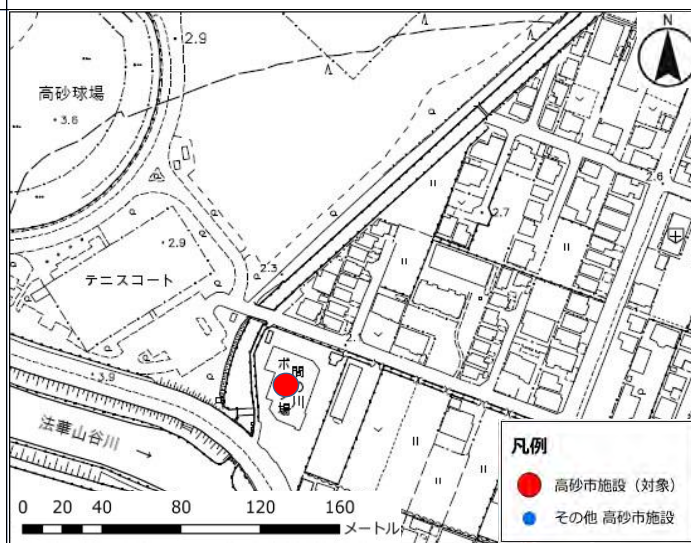 2.9
N
高砂球場
3.6
2.6
2.7
2.9
テニスコート
2.3
3.9
間の川
ポ
場
法華山谷川 →
凡例
高砂市施設（対象）
その他 高砂市施設
0 20 40 80 120 160
メートル